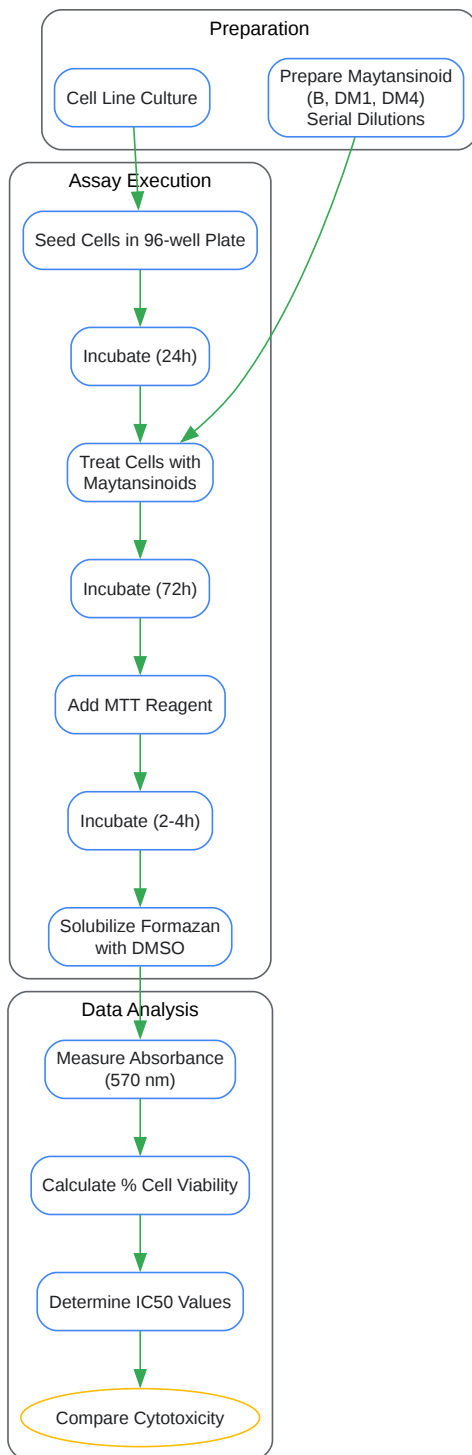 Preparation
Cell Line Culture
Prepare Maytansinoid
(B, DM1, DM4)
Serial Dilutions
Assay Execution
Seed Cells in 96-well Plate
Incubate (24h)
Treat Cells with
Maytansinoids
Incubate (72h)
Add MTT Reagent
Incubate (2-4h)
Solubilize Formazan
with DMSO
Data Analysis
Measure Absorbance
(570 nm)
Calculate % Cell Viability
Determine IC50 Values
Compare Cytotoxicity